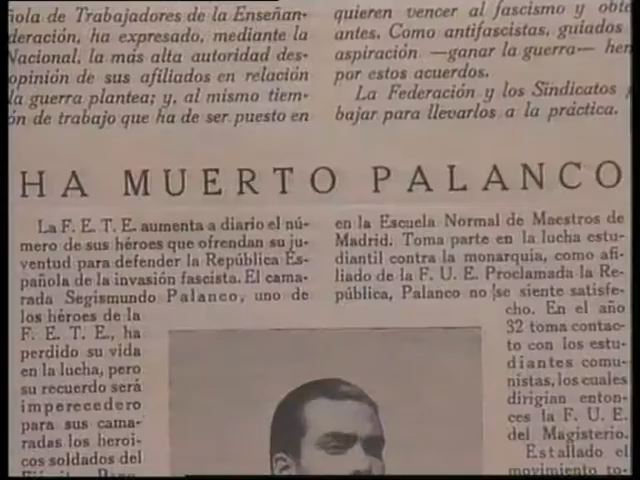 ñola de Trabajadores de la Enseñan-
deración, ha expresado, mediante la
Nacional, la más alta autoridad des-
opinión de sus afiliados en relación
la guerra plantea; y, al mismo tiem-
ón de trabajo que ha de ser puesto en
quieren vencer al fascismo y obte
antes. Como antifascistas, guiados
aspiración —ganar la guerra— hem
por estos acuerdos.
La Federación y los Sindicatos
bajar para llevarlos a la práctica.
HA MUERTO PALANCO
La F. E. T. E. aumenta a diario el nú-
mero de sus héroes que ofrendan su ju-
ventud para defender la República Es-
pañola de la invasión fascista. El cama-
rada Segismundo Palanco, uno de
los héroes de la
F. E. T. E., ha
perdido su vida
en la lucha, pero
su recuerdo será
imperecedero
para sus cama-
radas los heroi-
cos soldados del
en la Escuela Normal de Maestros de
Madrid. Toma parte en la lucha estu-
diantil contra la monarquía, como afi-
liado de la F. U. E. Proclamada la Re-
pública, Palanco no se siente satisfe-
cho. En el año
32 toma contac-
to con los estu-
diantes comu-
nistas, los cuales
dirigían enton-
ces la F. U. E.
del Magisterio.
Estallado el
movimiento to-